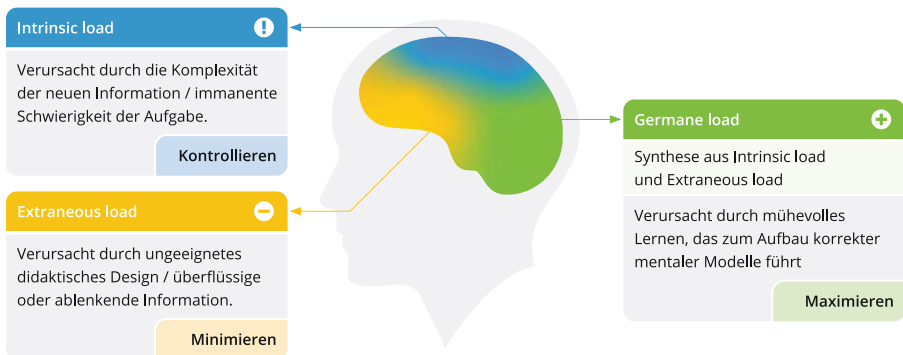 Intrinsic load
Verursacht durch die Komplexität
der neuen Information / immanente
Schwierigkeit der Aufgabe.
Kontrollieren
Extraneous load
Verursacht durch ungeeignetes
didaktisches Design / überflüssige
oder ablenkende Information.
Minimieren
Germane load
Synthese aus Intrinsic load
und Extraneous load
Verursacht durch mühevolles
Lernen, das zum Aufbau korrekter
mentaler Modelle führt
Maximieren